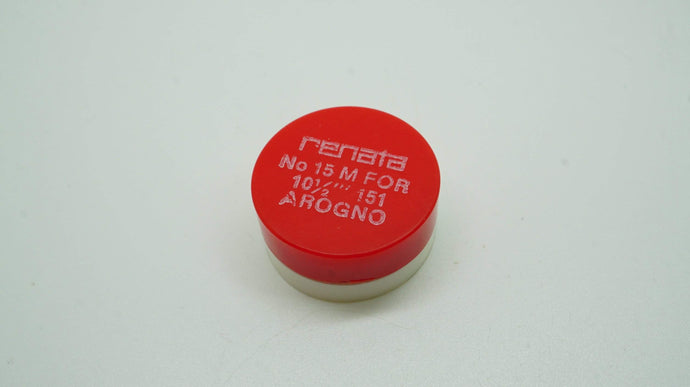 renata
No 15 M FOR
10½''' 151
AROGNO